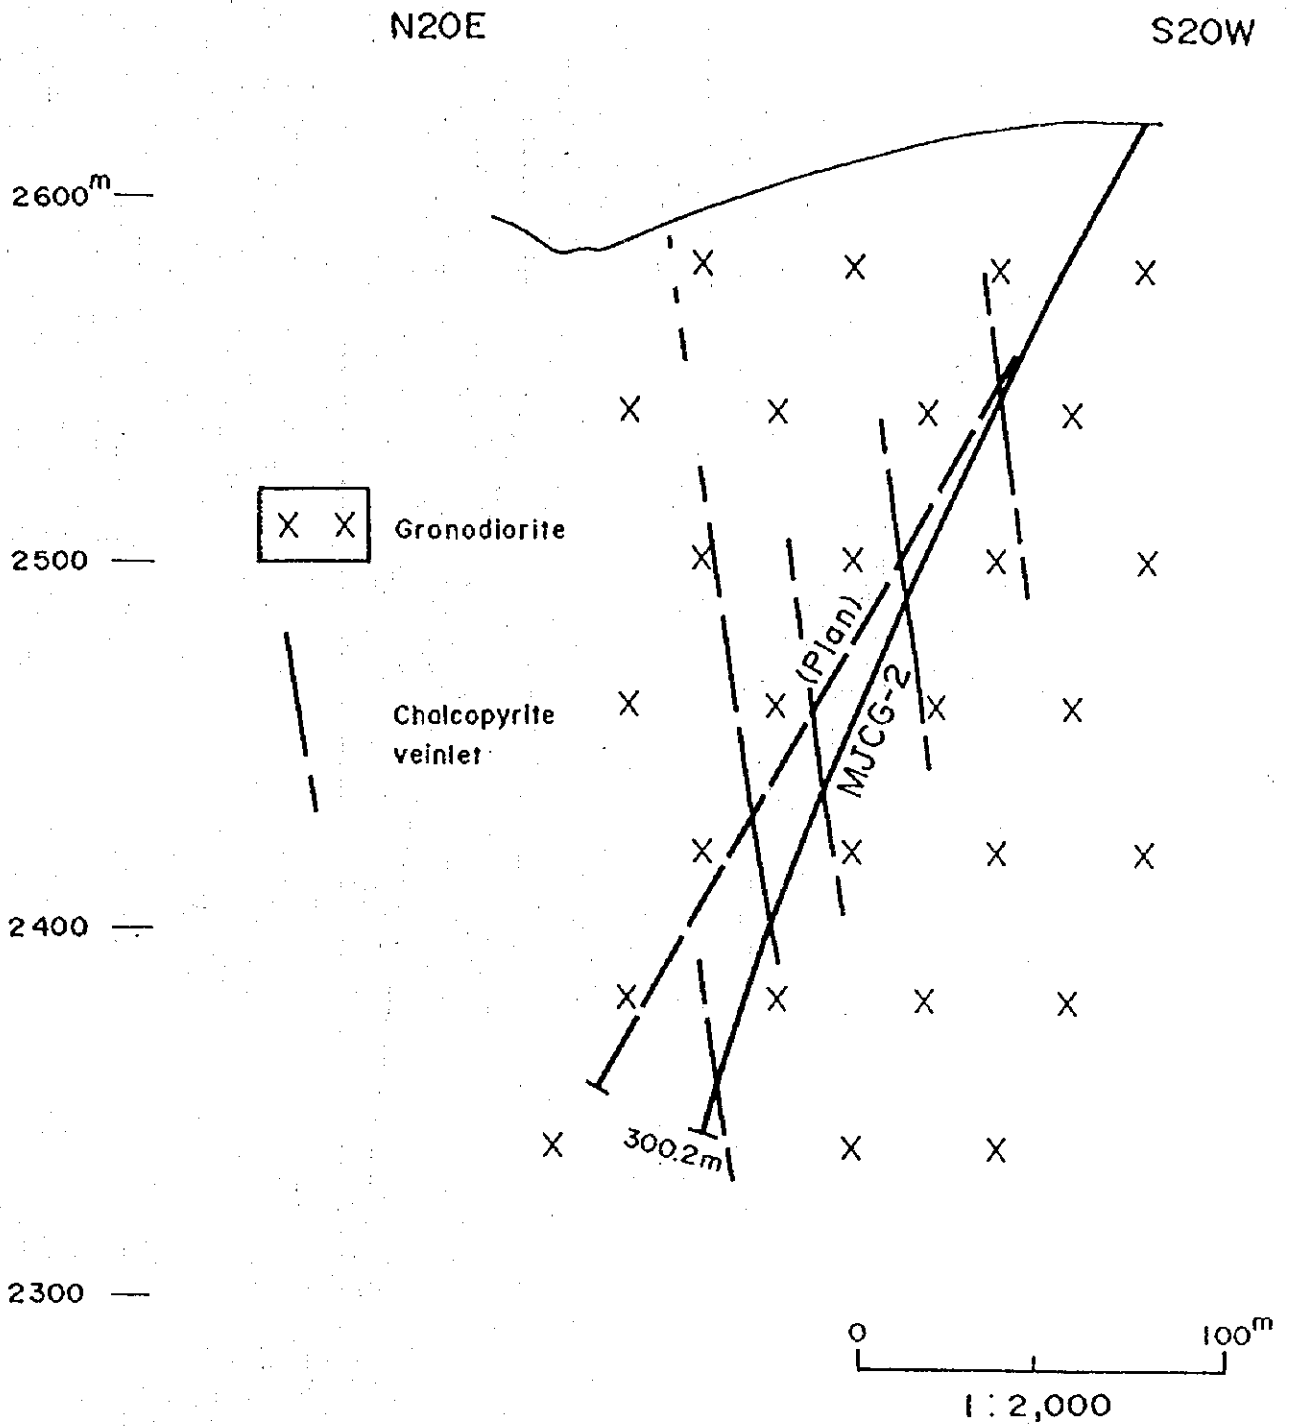 N20E
S20W
2600m
Gronodiorite
2500
(Plan)
MJCG-2
Chalcopyrite
veinlet
2400
300.2m
2300
0
100m
1:2,000